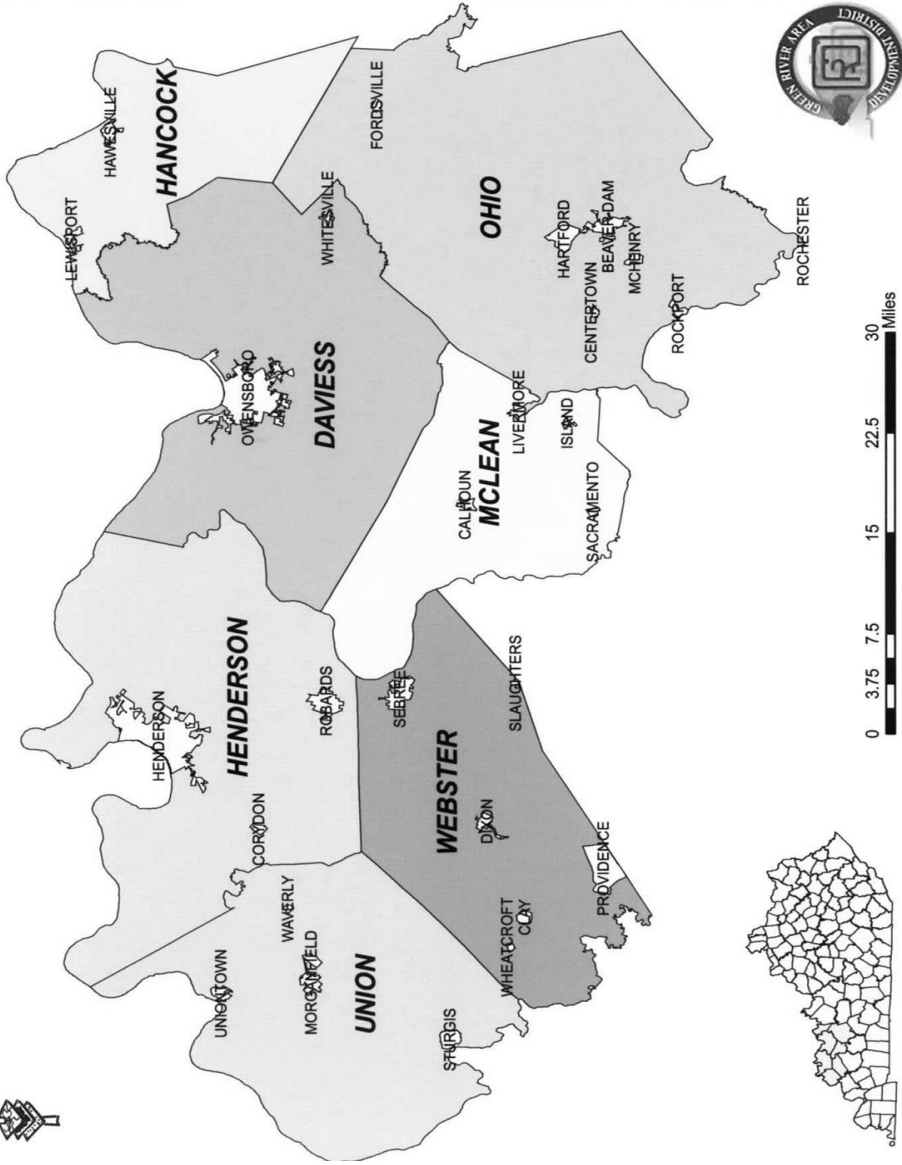 HAWESVILLE
LEWISPORT
HANCOCK
FORDSVILLE
WHITESVILLE
OWENSBORO
DAVIESS
OHIO
HARTFORD
BEAVER DAM
CENTERTOWN
MCHENRY
ROCKPORT
ROCHESTER
LIVERMORE
ISLAND
CALHOUN
MCLEAN
SACRAMENTO
HENDERSON
HENDERSON
ROBARDS
CORYDON
SEBREE
SLAUGHTERS
WEBSTER
DIXON
PROVIDENCE
CLAY
WHEATCROFT
WAVERLY
UNIONTOWN
MORGANFIELD
UNION
STURGIS
0 3.75 7.5 15 22.5 30
Miles
GREEN RIVER AREA
DEVELOPMENT DISTRICT